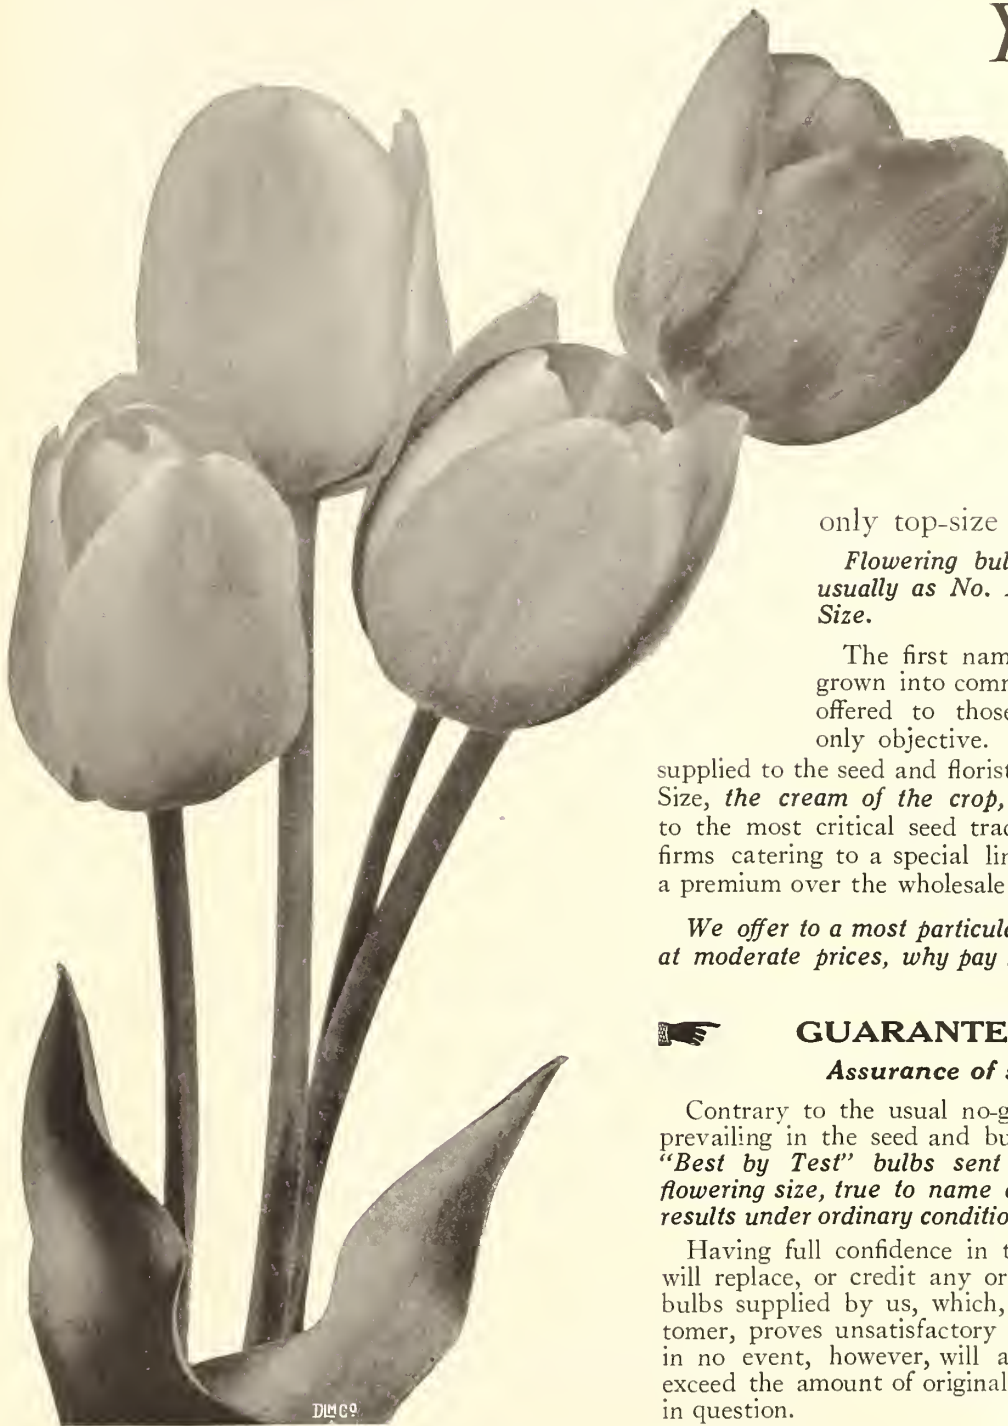 only top-size
Flowering bul
usually as No.
Size.
The first nam
grown into comm
offered to those
only objective.
supplied to the seed and florist
Size, the cream of the crop,
to the most critical seed trad
firms catering to a special lin
a premium over the wholesale
We offer to a most particula
at moderate prices, why pay
GUARANTE
Assurance of
Contrary to the usual no-g
prevailing in the seed and bu
“Best by Test” bulbs sent
flowering size, true to name
results under ordinary conditio
Having full confidence in t
will replace, or credit any or
bulbs supplied by us, which,
tomer, proves unsatisfactory
in no event, however, will a
exceed the amount of original
in question.
DLMCO.